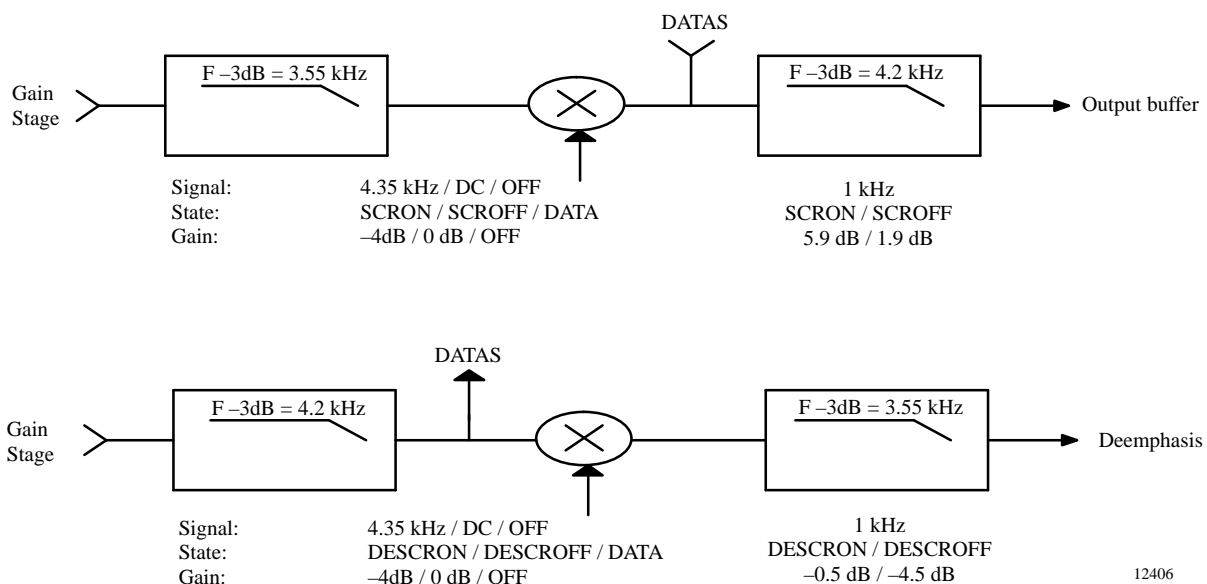 DATAS
F –3dB = 3.55 kHz
F –3dB = 4.2 kHz
Gain
Stage
Output buffer
Signal: 4.35 kHz / DC / OFF
State: SCRON / SCROFF / DATA
Gain: –4dB / 0 dB / OFF
1 kHz
SCRON / SCROFF
5.9 dB / 1.9 dB
DATAS
F –3dB = 4.2 kHz
F –3dB = 3.55 kHz
Gain
Stage
Deemphasis
Signal: 4.35 kHz / DC / OFF
State: DESCRON / DESCROFF / DATA
Gain: –4dB / 0 dB / OFF
1 kHz
DESCRON / DESCROFF
–0.5 dB / –4.5 dB
12406